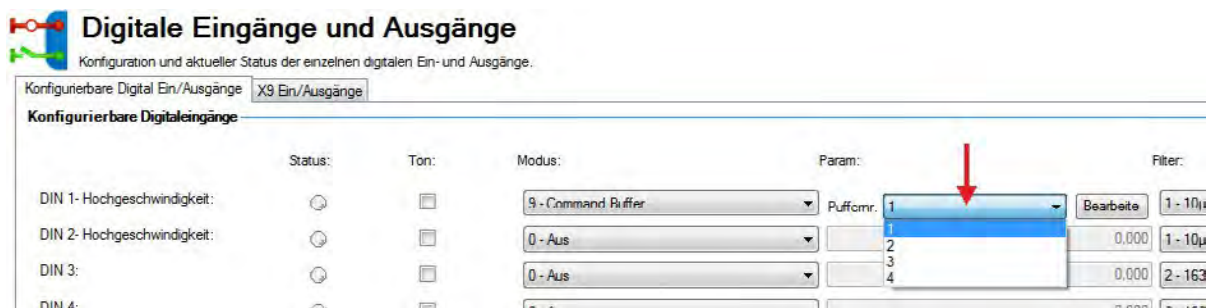 Digitale Eingänge und Ausgänge
Konfiguration und aktueller Status der einzelnen digitalen Ein- und Ausgänge.
Konfigurierbare Digital Ein/Ausgänge X9 Ein/Ausgänge
Konfigurierbare Digitaleingänge
Status: Ton: Modus: Param: Filter:
DIN 1- Hochgeschwindigkeit: 9 - Command Buffer Puffernr. 1 Bearbeite 1 - 10µ
1
DIN 2- Hochgeschwindigkeit: 0 - Aus 2 0,000 1 - 10µ
3
DIN 3: 0 - Aus 4 0,000 2 - 163
DIN 4: